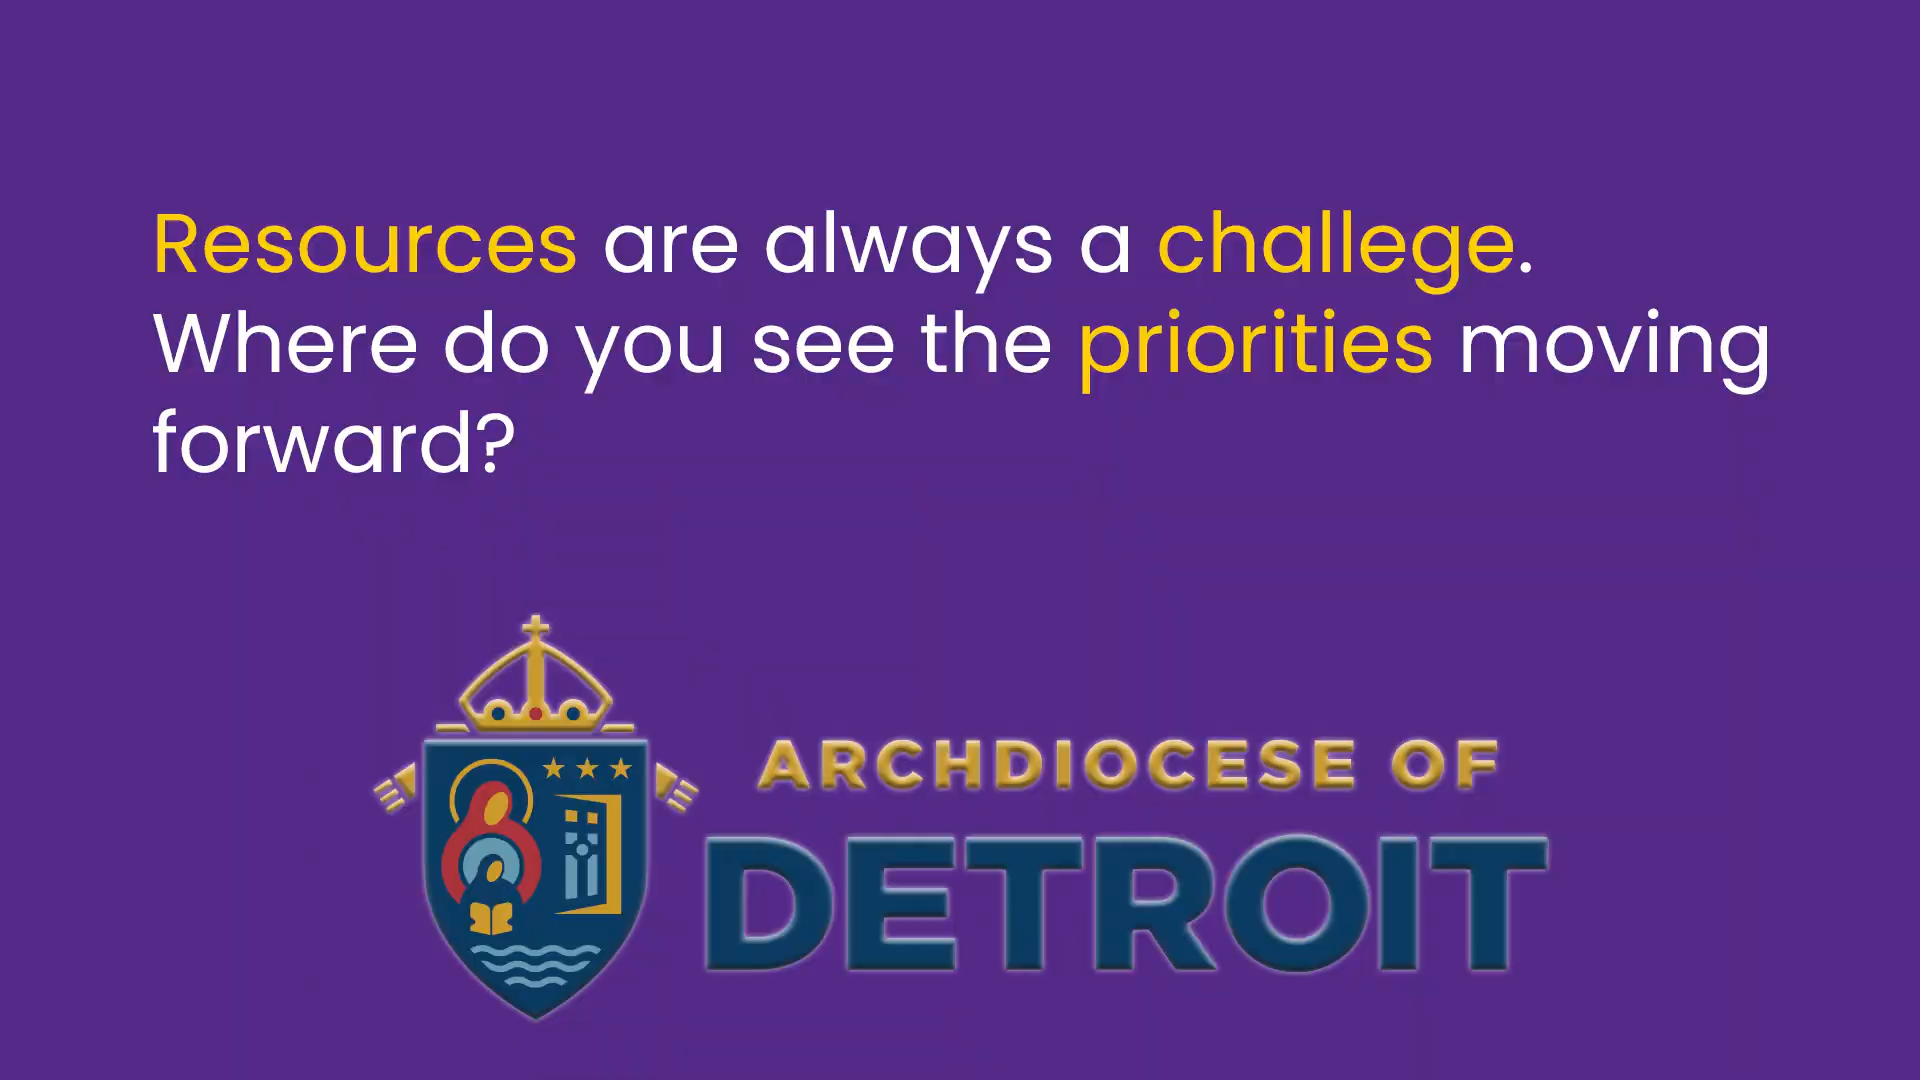 Resources are always a challege.
Where do you see the priorities moving
forward?
ARCHDIOCESE OF
DETROIT